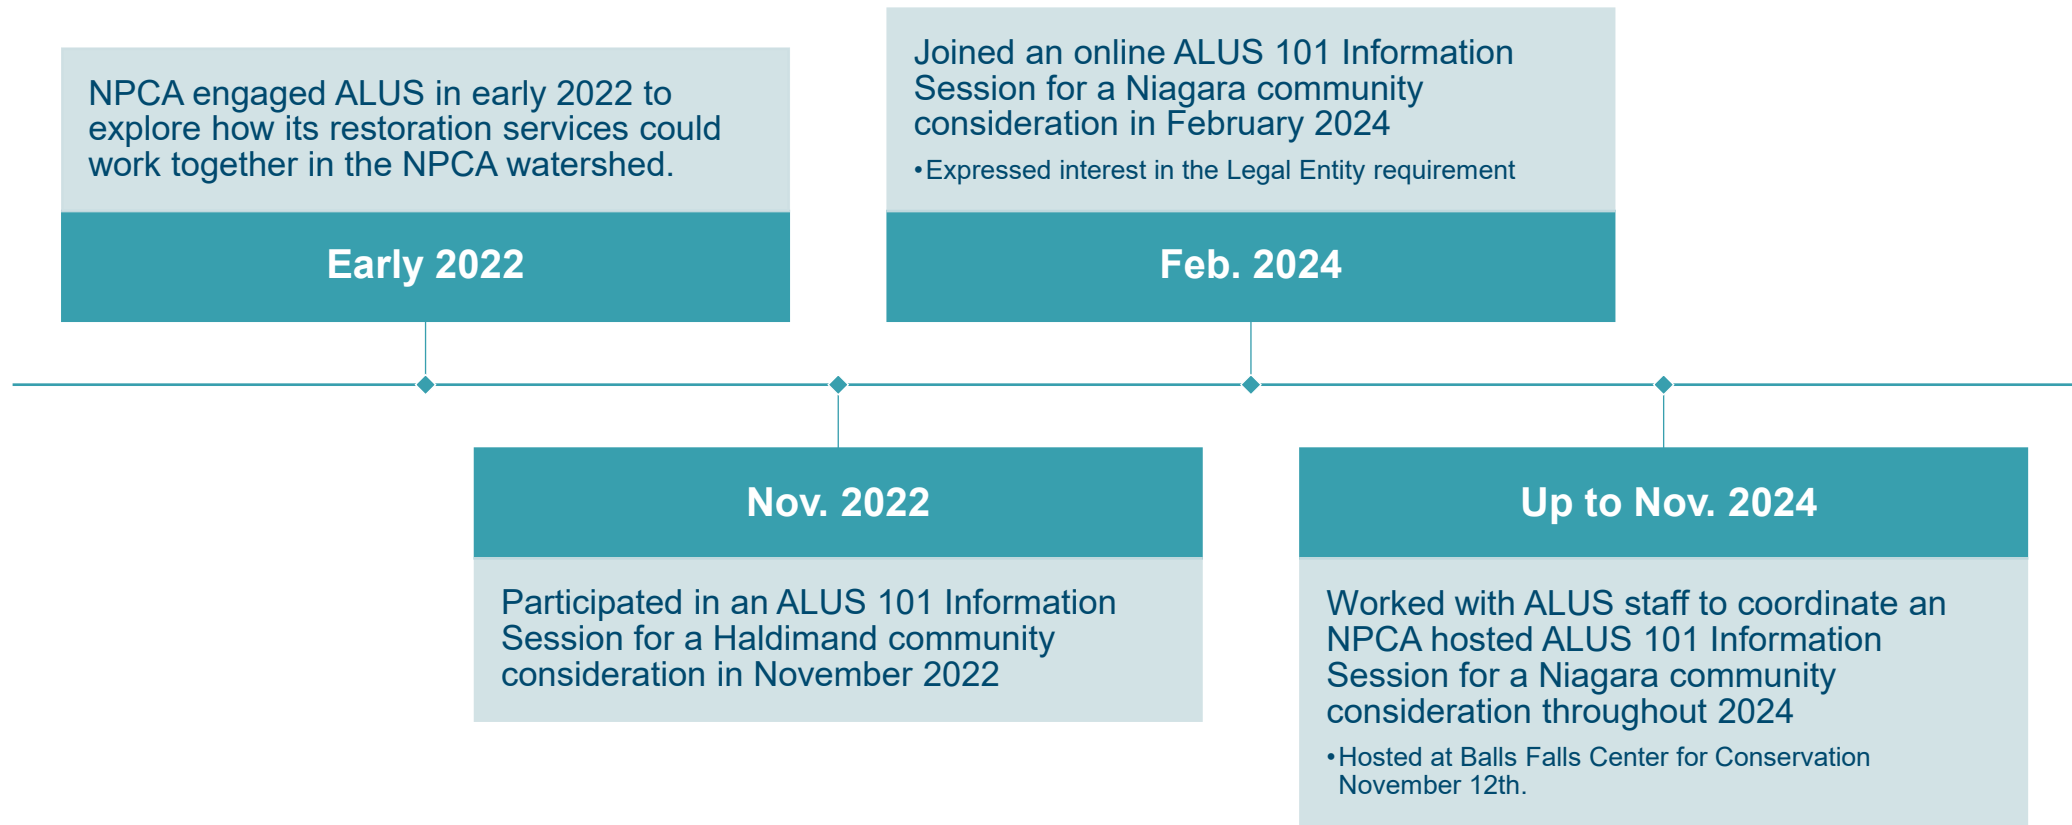 NPCA engaged ALUS in early 2022 to
explore how its restoration services could
work together in the NPCA watershed.
Early 2022
Nov. 2022
Participated in an ALUS 101 Information
Session for a Haldimand community
consideration in November 2022
Joined an online ALUS 101 Information
Session for a Niagara community
consideration in February 2024
•Expressed interest in the Legal Entity requirement
Feb. 2024
Up to Nov. 2024
Worked with ALUS staff to coordinate an
NPCA hosted ALUS 101 Information
Session for a Niagara community
consideration throughout 2024
•Hosted at Balls Falls Center for Conservation
November 12th.